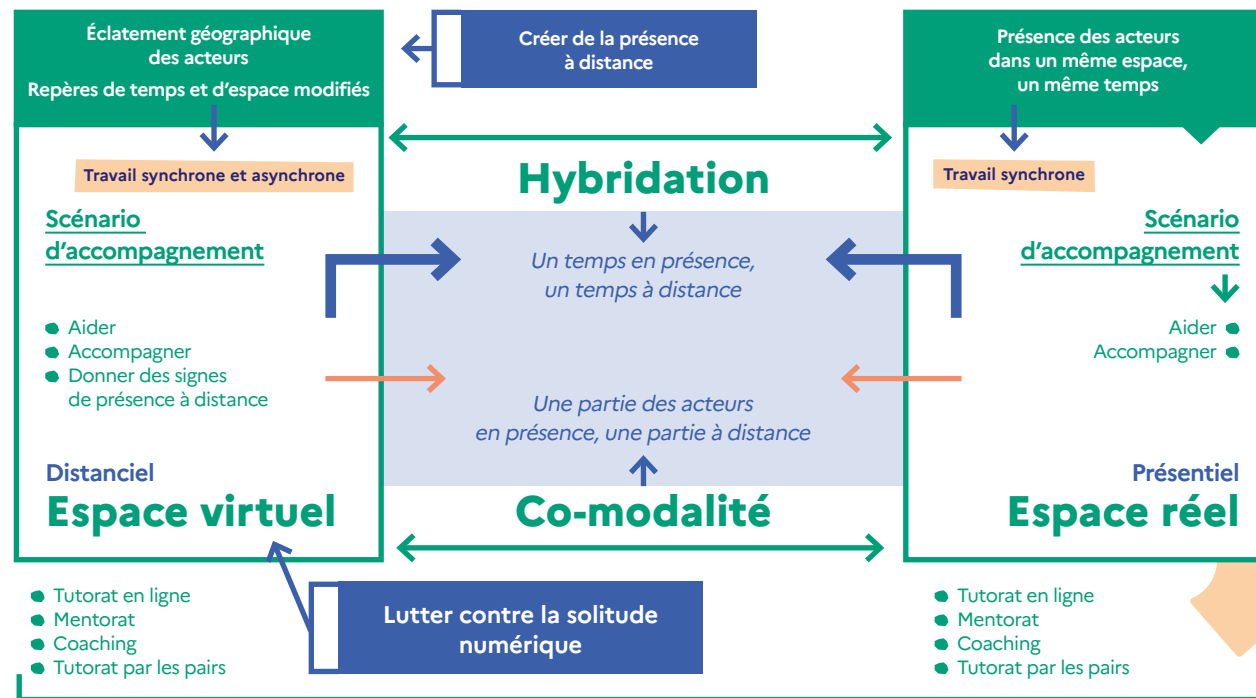 Éclatement géographique
des acteurs
Repères de temps et d'espace modifiés
Travail synchrone et asynchrone
Scénario
d'accompagnement
Aider
Accompagner
Donner des signes
de présence à distance
Distanciel
Espace virtuel
Tutorat en ligne
Mentorat
Coaching
Tutorat par les pairs
Créer de la présence
à distance
Hybridation
Un temps en présence,
un temps à distance
Une partie des acteurs
en présence, une partie à distance
Co-modalité
Lutter contre la solitude
numérique
Présence des acteurs
dans un même espace,
un même temps
Travail synchrone
Scénario
d'accompagnement
Aider
Accompagner
Présentiel
Espace réel
Tutorat en ligne
Mentorat
Coaching
Tutorat par les pairs